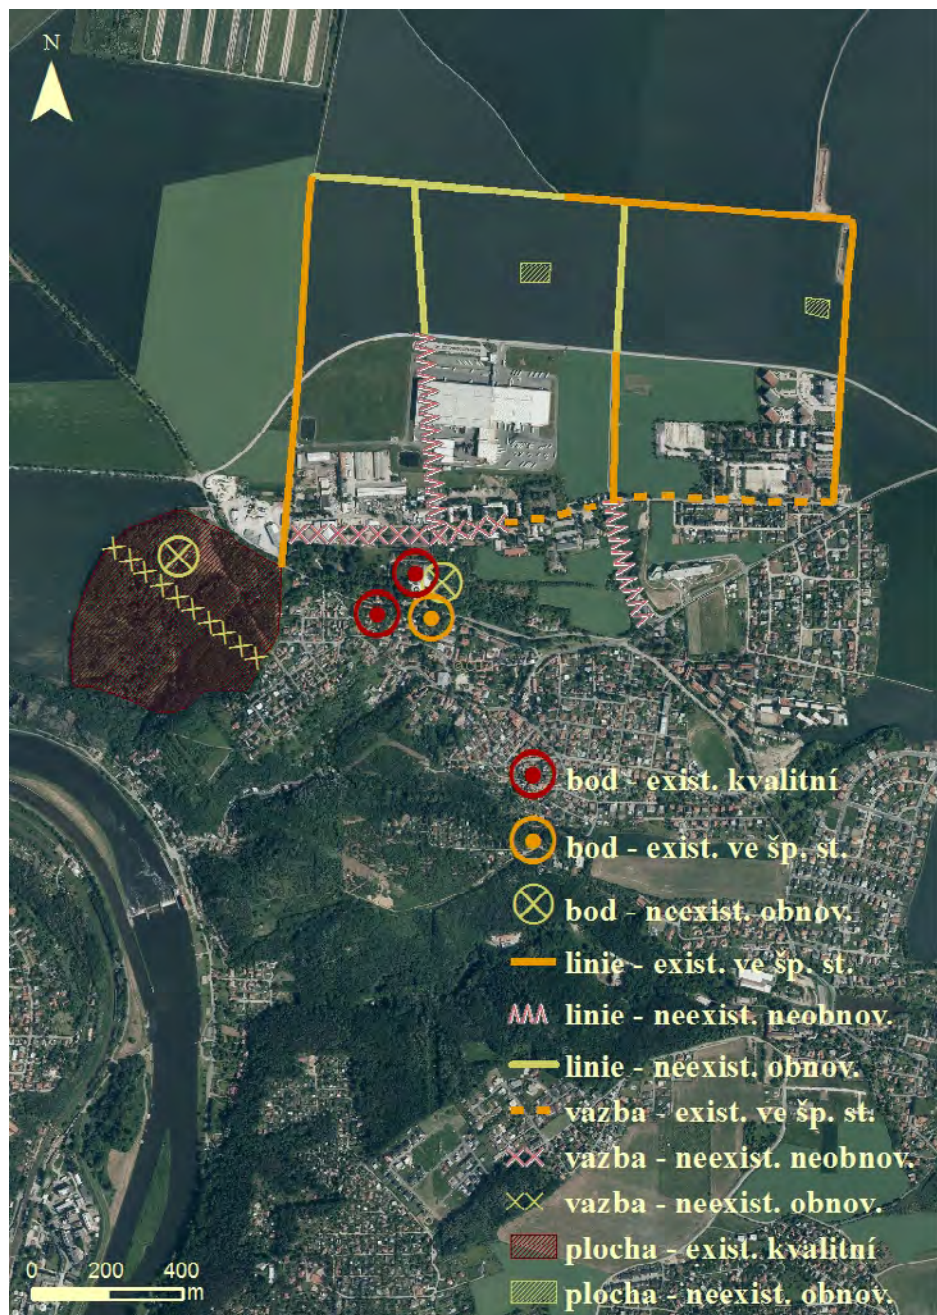 N
bod - exist. kvalitní
bod - exist. ve šp. st.
bod - neexist. obnov.
linie - exist. ve šp. st.
linie - neexist. neobnov.
linie - neexist. obnov.
vazba - exist. ve šp. st.
vazba - neexist. neobnov.
vazba - neexist. obnov.
plocha - exist. kvalitní
plocha - neexist. obnov.
0 200 400
m